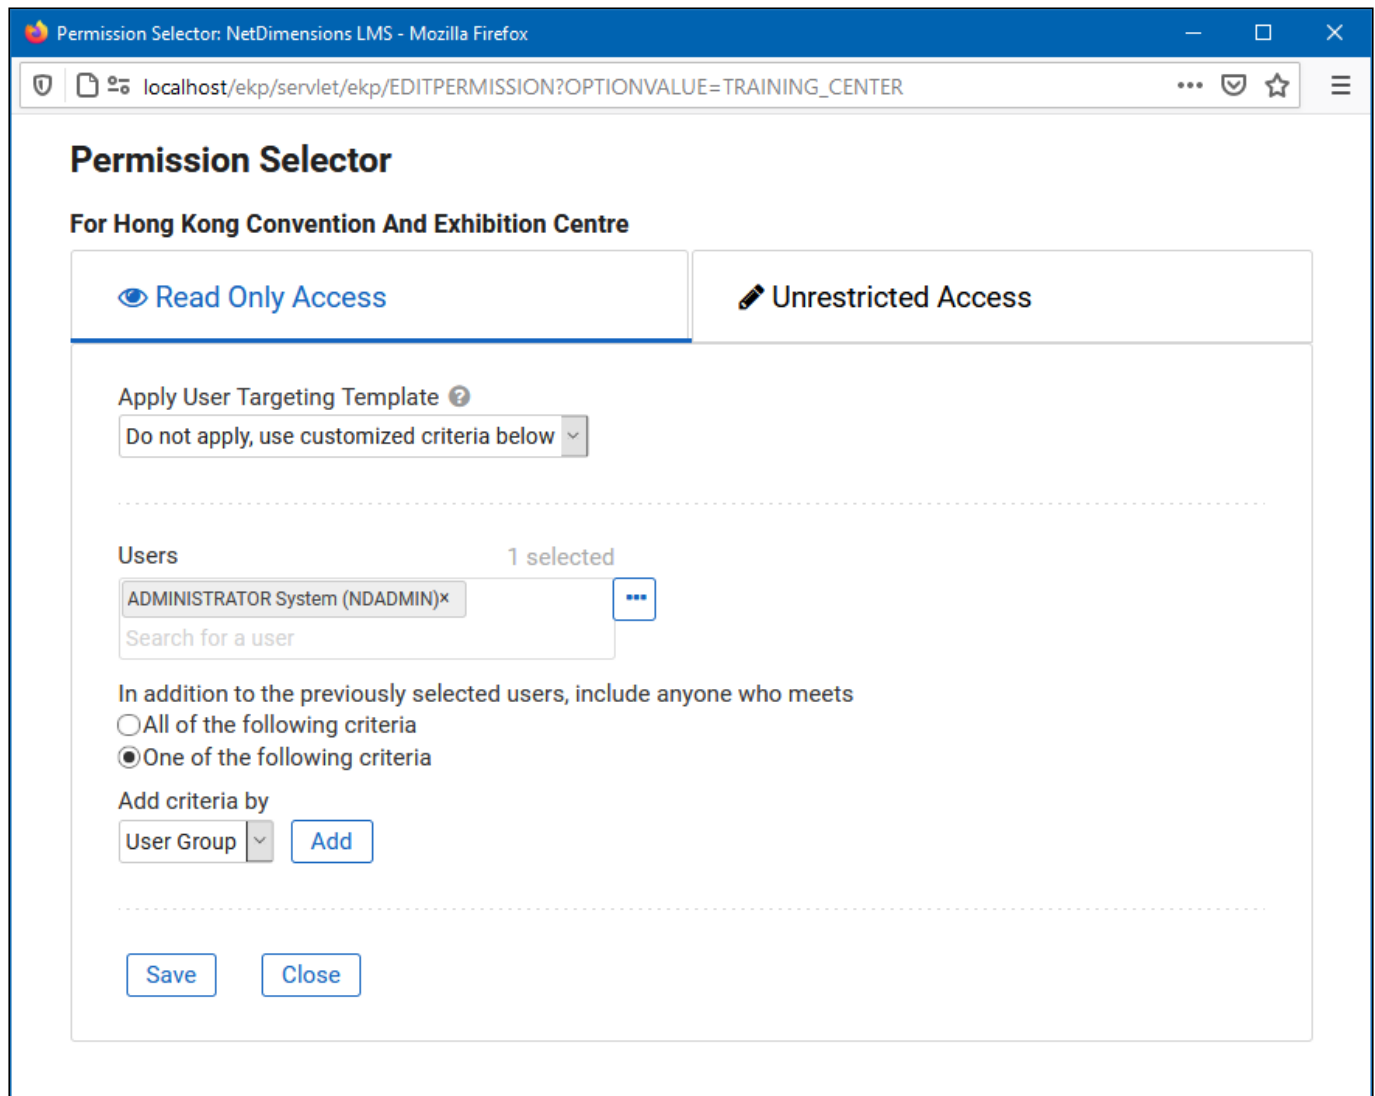 Permission Selector: NetDimensions LMS - Mozilla Firefox
localhost/ekp/servlet/ekp/EDITPERMISSION?OPTIONVALUE=TRAINING_CENTER
Permission Selector
For Hong Kong Convention And Exhibition Centre
Read Only Access
Unrestricted Access
Apply User Targeting Template
Do not apply, use customized criteria below
Users 1 selected
ADMINISTRATOR System (NDADMIN)×
Search for a user
In addition to the previously selected users, include anyone who meets
All of the following criteria
One of the following criteria
Add criteria by
User Group Add
Save Close